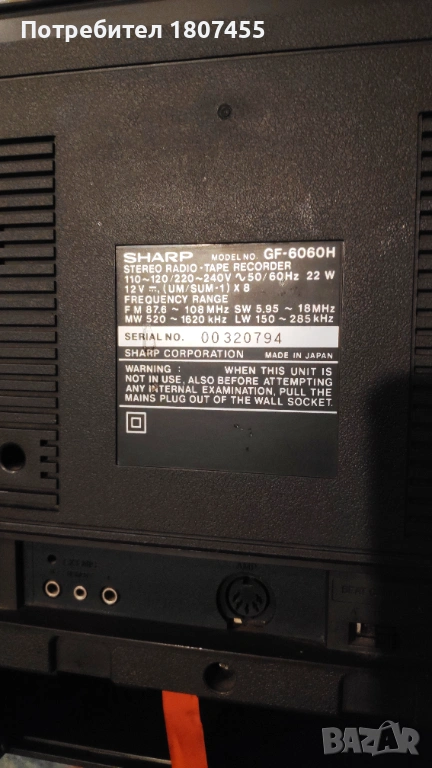 Потребител 1807455
SHARP MODEL NO. GF-6060H
STEREO RADIO-TAPE RECORDER
110~120/220~240V ∿ 50/60Hz 22 W
12V ⎓, (UM/SUM-1) X 8
FREQUENCY RANGE
FM 87.6 ~ 108 MHz SW 5.95 ~ 18MHz
MW 520 ~ 1620 kHz LW 150 ~ 285 kHz
SERIAL NO. 00320794
SHARP CORPORATION MADE IN JAPAN
WARNING : WHEN THIS UNIT IS
NOT IN USE, ALSO BEFORE ATTEMPTING
ANY INTERNAL EXAMINATION, PULL THE
MAINS PLUG OUT OF THE WALL SOCKET.
BAZAR